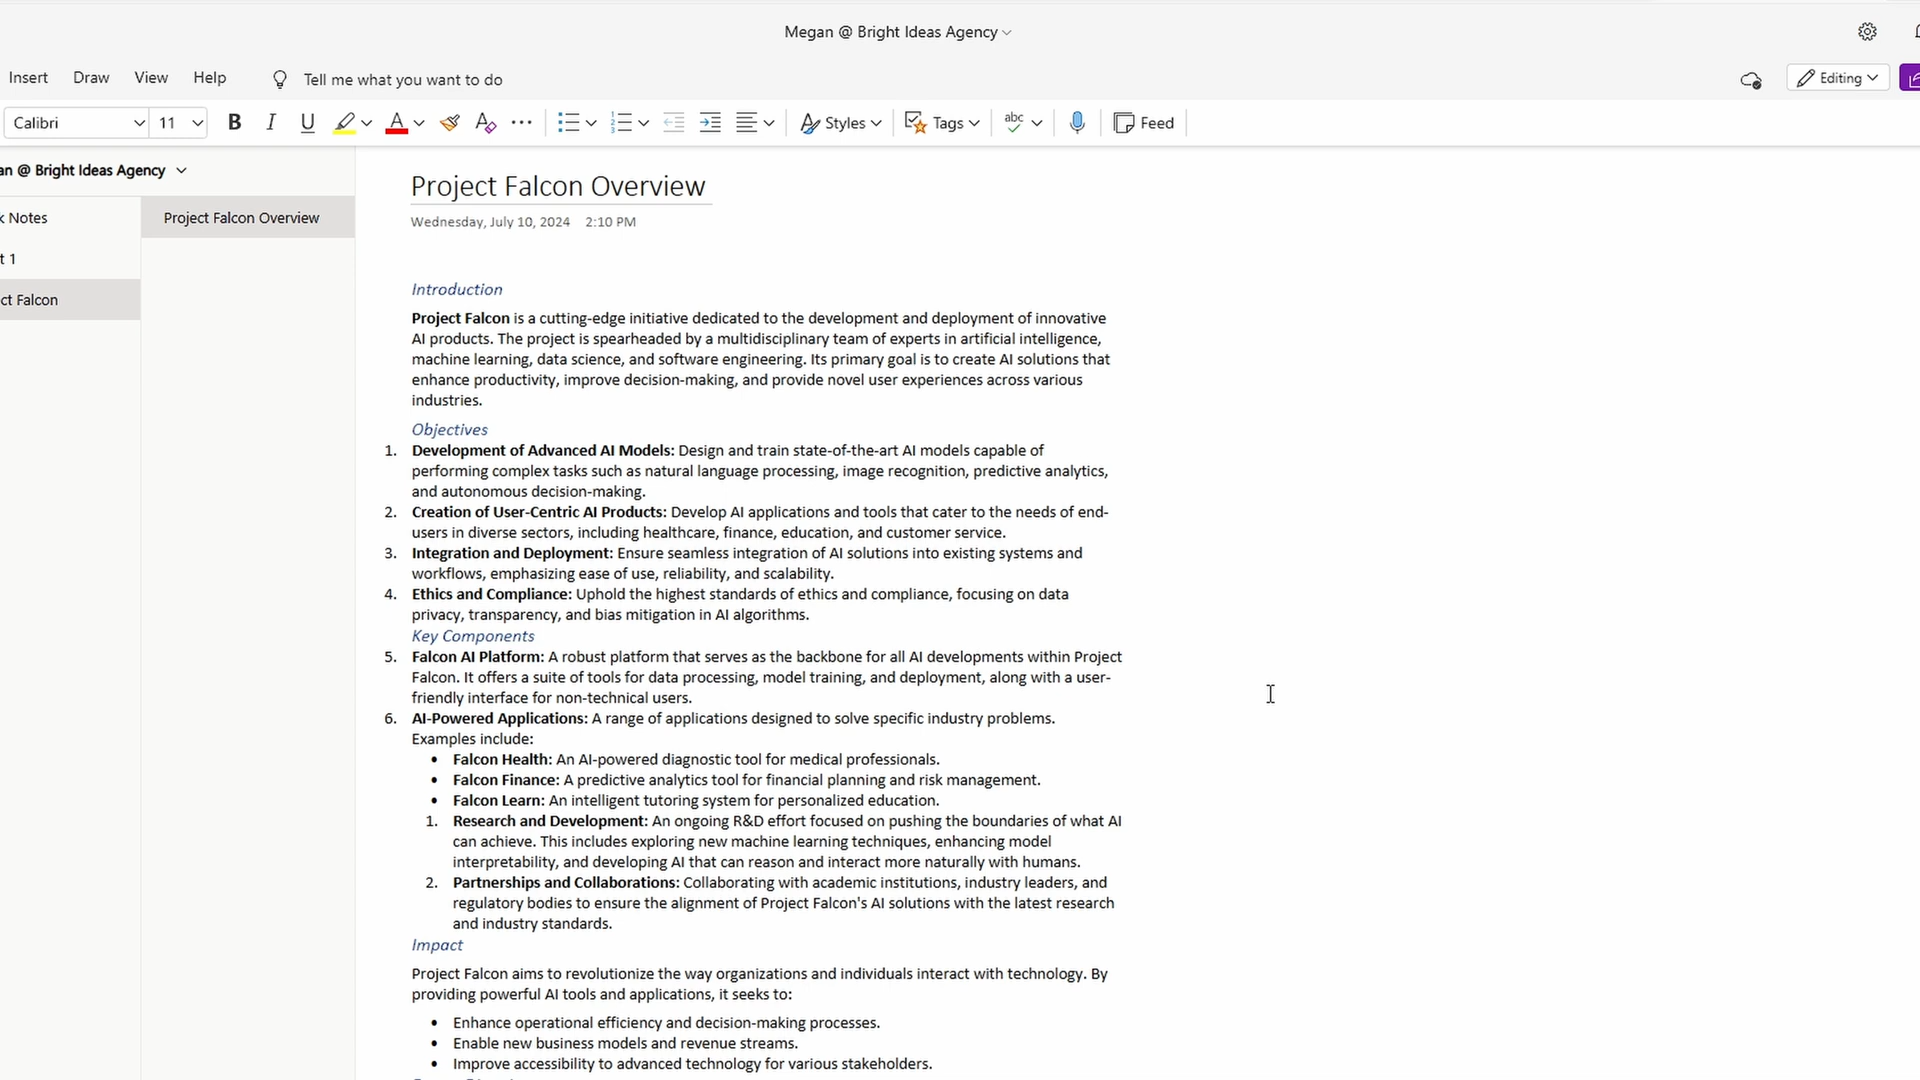 Megan @ Bright Ideas Agency
Insert Draw View Help Tell me what you want to do Editing
Calibri 11 B I U A A Styles Tags abc Feed
an @ Bright Ideas Agency
k Notes
t 1
ct Falcon
Project Falcon Overview
Project Falcon Overview
Wednesday, July 10, 2024 2:10 PM
Introduction
Project Falcon is a cutting-edge initiative dedicated to the development and deployment of innovative
AI products. The project is spearheaded by a multidisciplinary team of experts in artificial intelligence,
machine learning, data science, and software engineering. Its primary goal is to create AI solutions that
enhance productivity, improve decision-making, and provide novel user experiences across various
industries.
Objectives
1. Development of Advanced AI Models: Design and train state-of-the-art AI models capable of
performing complex tasks such as natural language processing, image recognition, predictive analytics,
and autonomous decision-making.
2. Creation of User-Centric AI Products: Develop AI applications and tools that cater to the needs of end-
users in diverse sectors, including healthcare, finance, education, and customer service.
3. Integration and Deployment: Ensure seamless integration of AI solutions into existing systems and
workflows, emphasizing ease of use, reliability, and scalability.
4. Ethics and Compliance: Uphold the highest standards of ethics and compliance, focusing on data
privacy, transparency, and bias mitigation in AI algorithms.
Key Components
5. Falcon AI Platform: A robust platform that serves as the backbone for all AI developments within Project
Falcon. It offers a suite of tools for data processing, model training, and deployment, along with a user-
friendly interface for non-technical users.
6. AI-Powered Applications: A range of applications designed to solve specific industry problems.
Examples include:
• Falcon Health: An AI-powered diagnostic tool for medical professionals.
• Falcon Finance: A predictive analytics tool for financial planning and risk management.
• Falcon Learn: An intelligent tutoring system for personalized education.
1. Research and Development: An ongoing R&D effort focused on pushing the boundaries of what AI
can achieve. This includes exploring new machine learning techniques, enhancing model
interpretability, and developing AI that can reason and interact more naturally with humans.
2. Partnerships and Collaborations: Collaborating with academic institutions, industry leaders, and
regulatory bodies to ensure the alignment of Project Falcon's AI solutions with the latest research
and industry standards.
Impact
Project Falcon aims to revolutionize the way organizations and individuals interact with technology. By
providing powerful AI tools and applications, it seeks to:
• Enhance operational efficiency and decision-making processes.
• Enable new business models and revenue streams.
• Improve accessibility to advanced technology for various stakeholders.